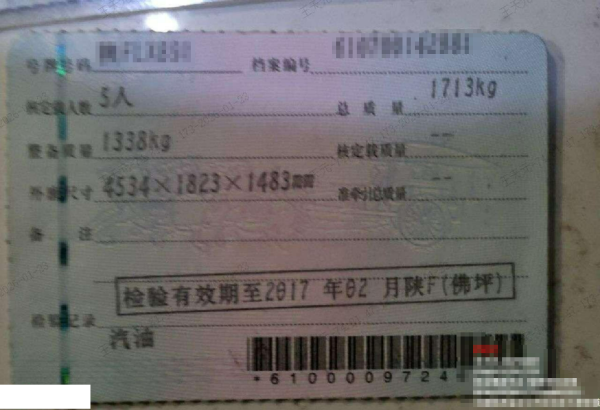 号牌号码 档案编号
核定载人数 5人 总质量 1713kg
整备质量 1338kg 核定载质量 --
外廓尺寸 4534×1823×1483mm 准牵引总质量 --
备注
检验有效期至2017年02月陕F(佛坪)
检验记录
汽油
*6100009724